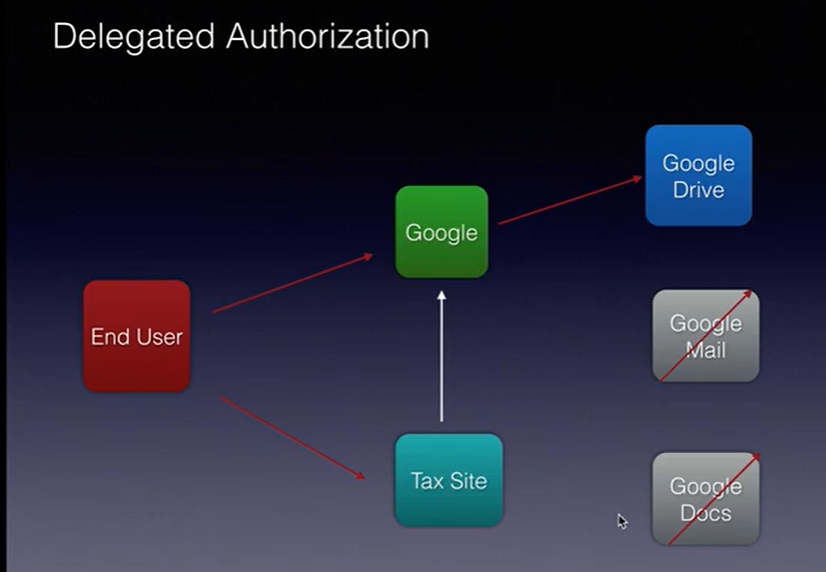 Delegated Authorization
Google
Drive
Google
End User
Google
Mail
Tax Site
Google
Docs